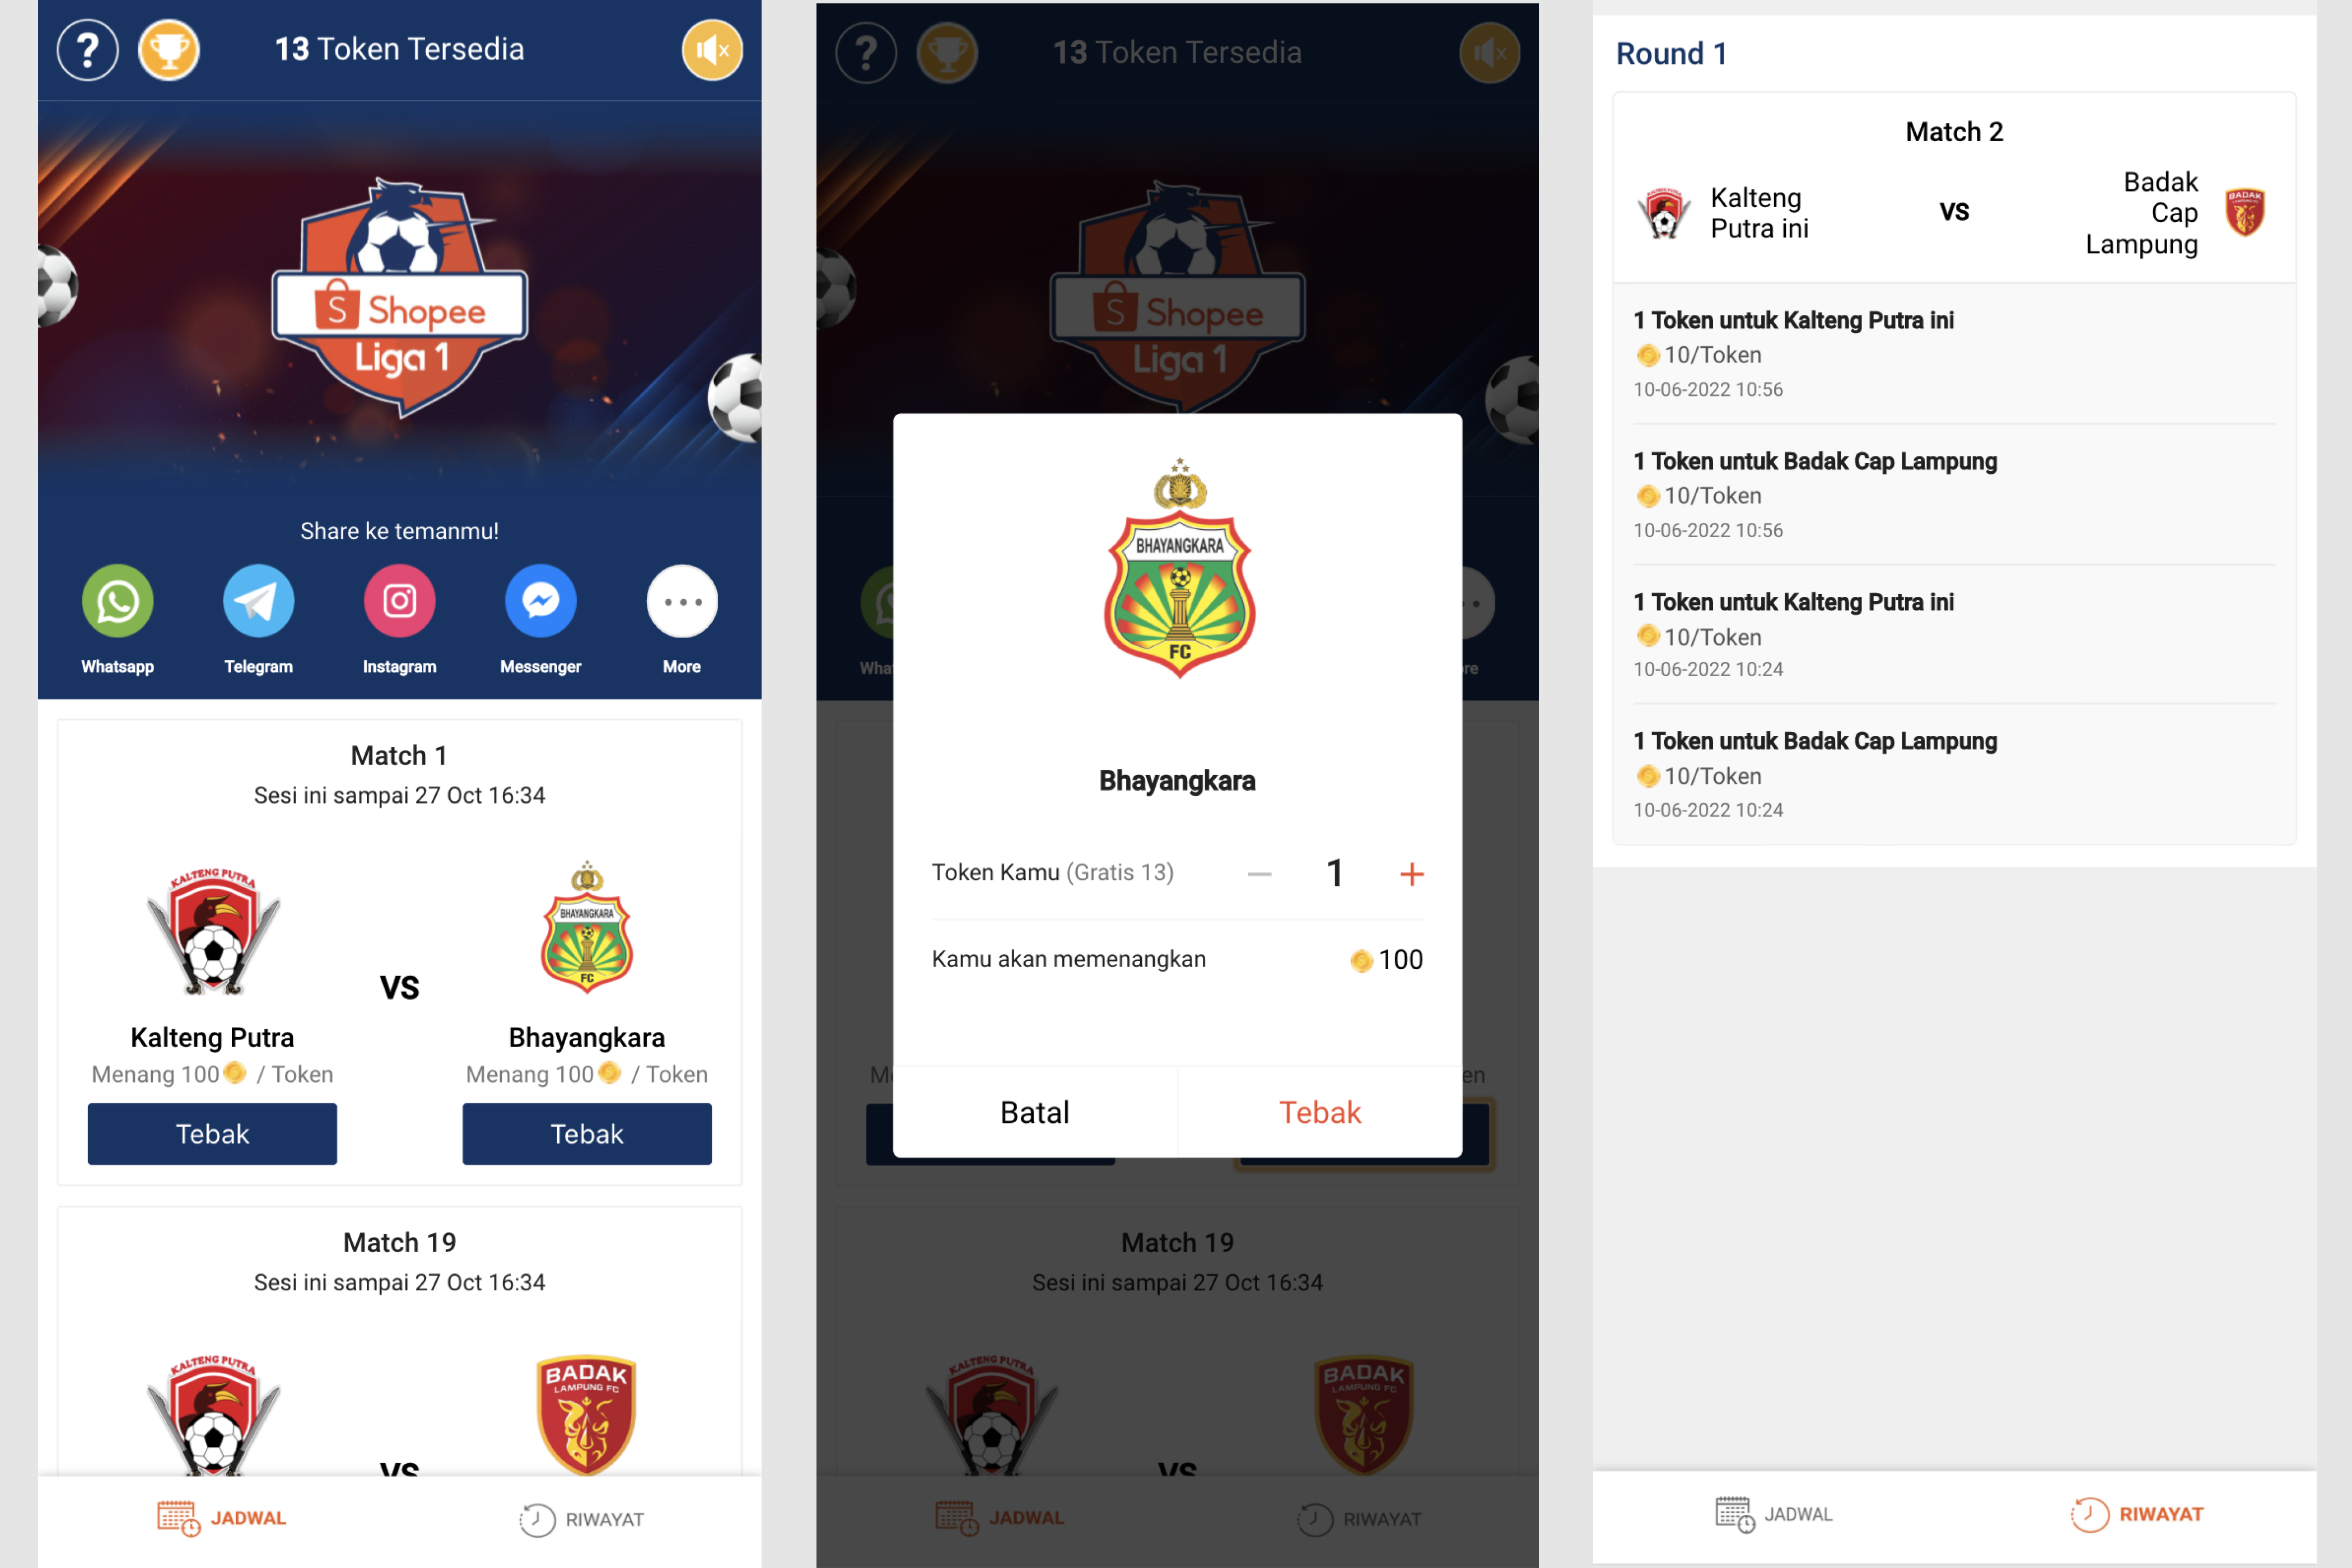 ?
13 Token Tersedia
S Shopee
Liga 1
Share ke temanmu!
Whatsapp
Telegram
Instagram
Messenger
More
Match 1
Sesi ini sampai 27 Oct 16:34
KALTENG PUTRA
BHAYANGKARA
FC
VS
Kalteng Putra
Bhayangkara
Menang 100 / Token
Menang 100 / Token
Tebak
Tebak
Match 19
Sesi ini sampai 27 Oct 16:34
KALTENG PUTRA
BADAK
LAMPUNG FC
VS
JADWAL
RIWAYAT
?
13 Token Tersedia
S Shopee
Liga 1
BHAYANGKARA
FC
Bhayangkara
Token Kamu (Gratis 13)
1
Kamu akan memenangkan
100
Batal
Tebak
Match 19
Sesi ini sampai 27 Oct 16:34
KALTENG PUTRA
BADAK
LAMPUNG FC
VS
JADWAL
RIWAYAT
Round 1
Match 2
Kalteng
Putra ini
VS
Badak
Cap
Lampung
BADAK
1 Token untuk Kalteng Putra ini
10/Token
10-06-2022 10:56
1 Token untuk Badak Cap Lampung
10/Token
10-06-2022 10:56
1 Token untuk Kalteng Putra ini
10/Token
10-06-2022 10:24
1 Token untuk Badak Cap Lampung
10/Token
10-06-2022 10:24
JADWAL
RIWAYAT